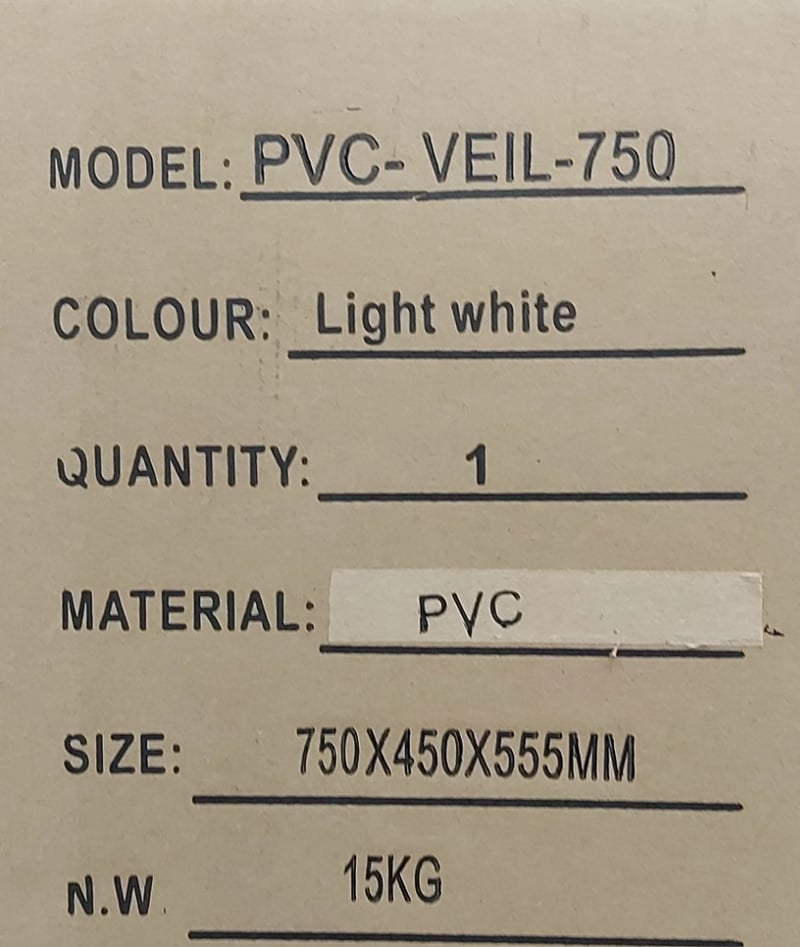 MODEL: PVC- VEIL-750
COLOUR: Light white
QUANTITY: 1
MATERIAL: PVC
SIZE: 750X450X555MM
N.W. 15KG